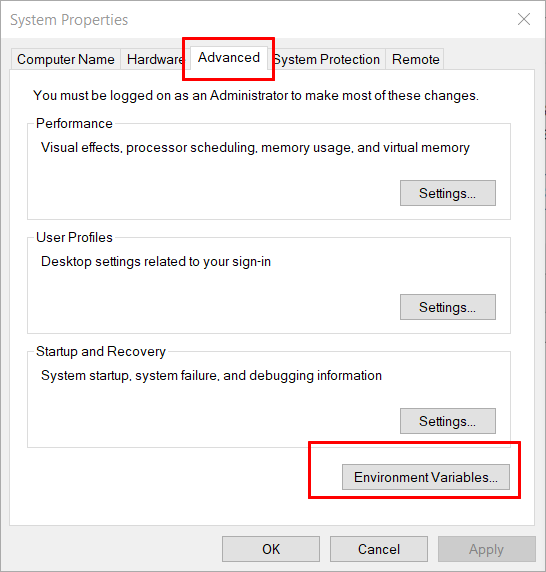 System Properties
Computer Name Hardware Advanced System Protection Remote
You must be logged on as an Administrator to make most of these changes.
Performance
Visual effects, processor scheduling, memory usage, and virtual memory
Settings...
User Profiles
Desktop settings related to your sign-in
Settings...
Startup and Recovery
System startup, system failure, and debugging information
Settings...
Environment Variables...
OK Cancel Apply